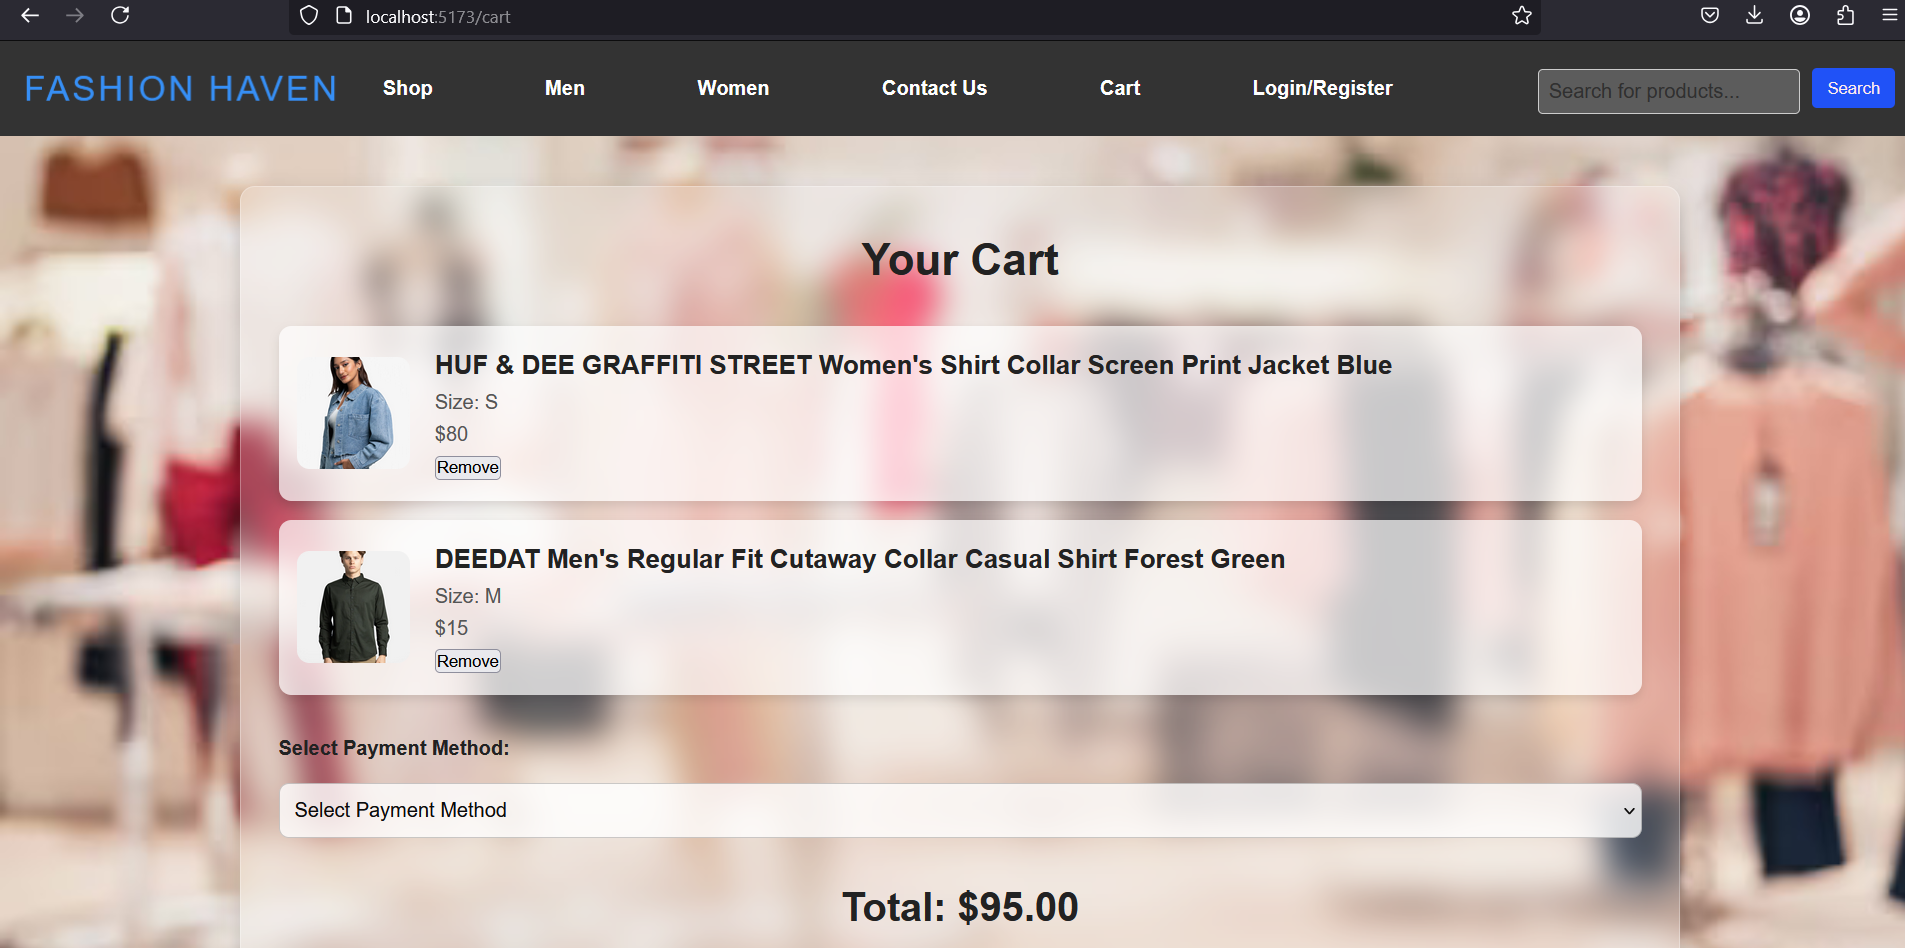 localhost:5173/cart
FASHION HAVEN
Shop
Men
Women
Contact Us
Cart
Login/Register
Search for products...
Search
Your Cart
HUF & DEE GRAFFITI STREET Women's Shirt Collar Screen Print Jacket Blue
Size: S
$80
Remove
DEEDAT Men's Regular Fit Cutaway Collar Casual Shirt Forest Green
Size: M
$15
Remove
Select Payment Method:
Select Payment Method
Total: $95.00